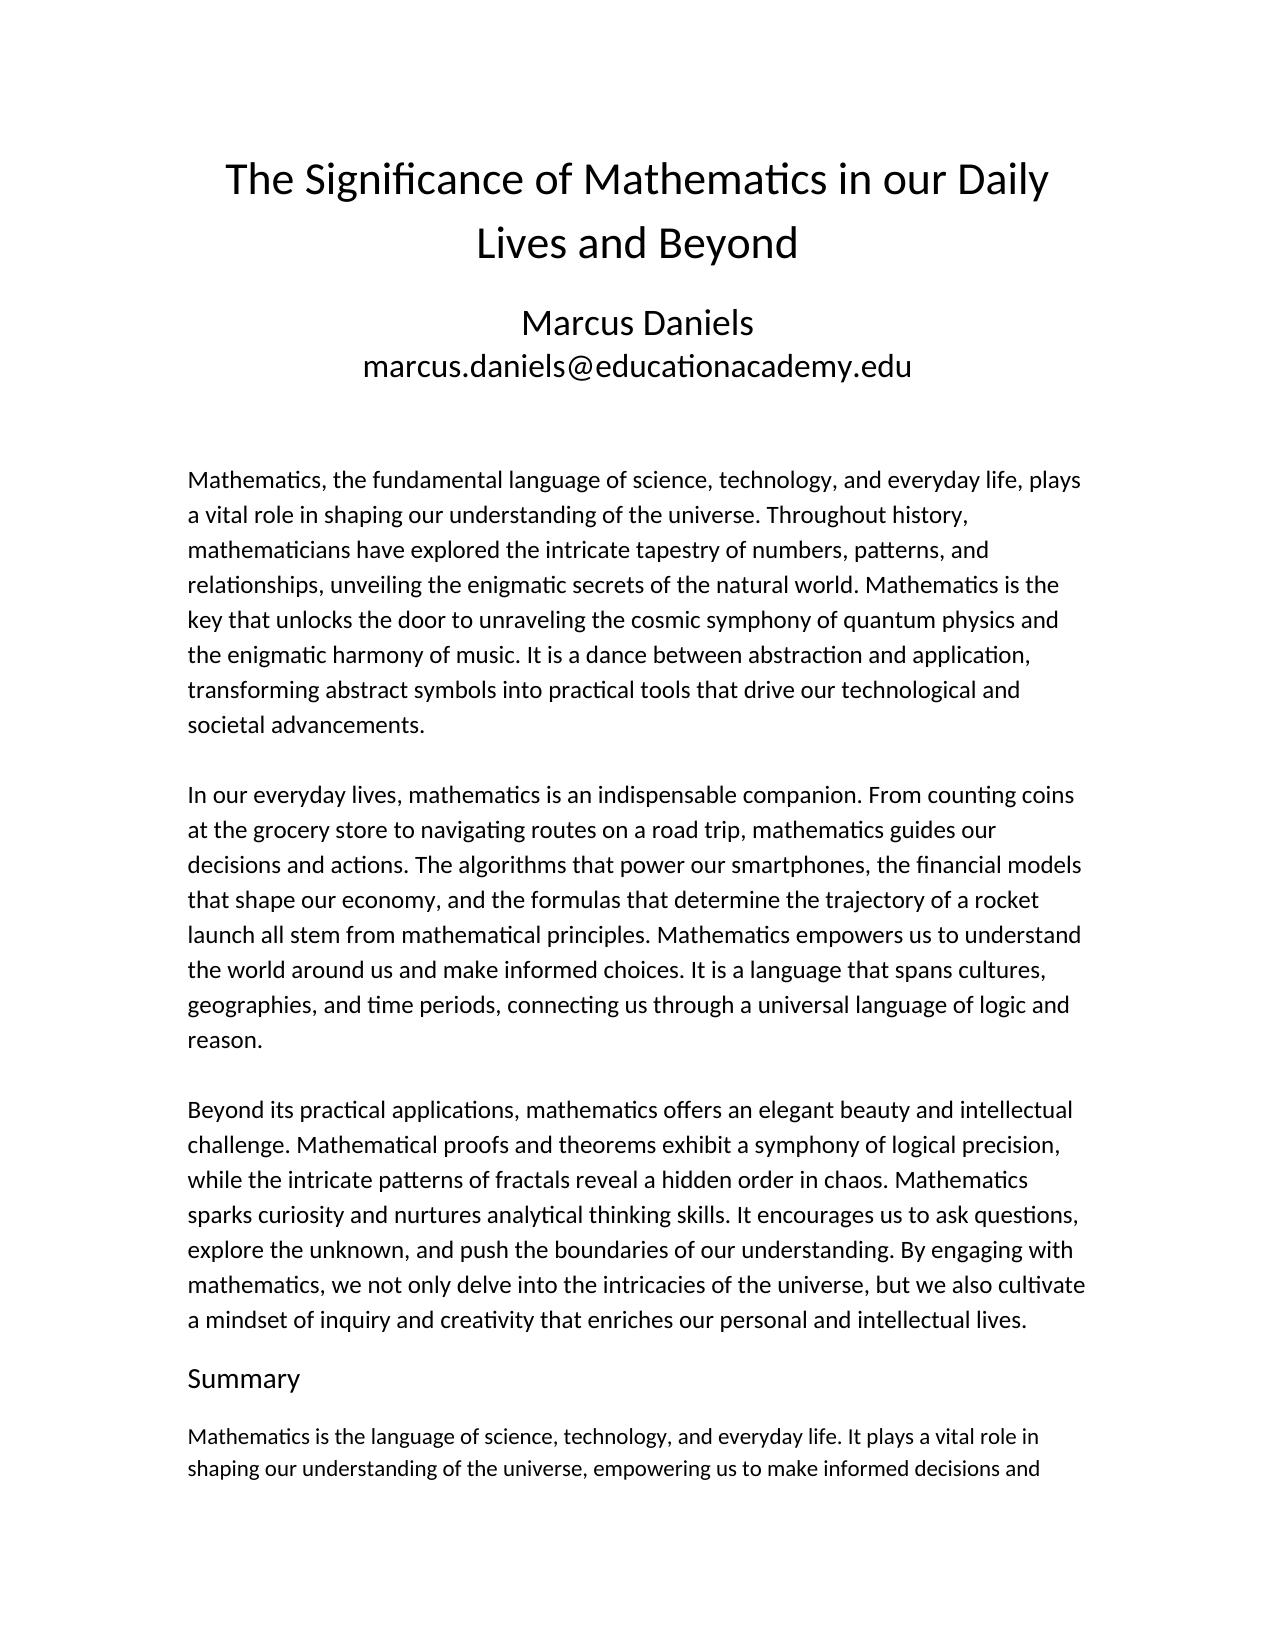 The Significance of Mathematics in our Daily
Lives and Beyond
Marcus Daniels
marcus.daniels@educationacademy.edu
Mathematics, the fundamental language of science, technology, and everyday life, plays
a vital role in shaping our understanding of the universe. Throughout history,
mathematicians have explored the intricate tapestry of numbers, patterns, and
relationships, unveiling the enigmatic secrets of the natural world. Mathematics is the
key that unlocks the door to unraveling the cosmic symphony of quantum physics and
the enigmatic harmony of music. It is a dance between abstraction and application,
transforming abstract symbols into practical tools that drive our technological and
societal advancements.
In our everyday lives, mathematics is an indispensable companion. From counting coins
at the grocery store to navigating routes on a road trip, mathematics guides our
decisions and actions. The algorithms that power our smartphones, the financial models
that shape our economy, and the formulas that determine the trajectory of a rocket
launch all stem from mathematical principles. Mathematics empowers us to understand
the world around us and make informed choices. It is a language that spans cultures,
geographies, and time periods, connecting us through a universal language of logic and
reason.
Beyond its practical applications, mathematics offers an elegant beauty and intellectual
challenge. Mathematical proofs and theorems exhibit a symphony of logical precision,
while the intricate patterns of fractals reveal a hidden order in chaos. Mathematics
sparks curiosity and nurtures analytical thinking skills. It encourages us to ask questions,
explore the unknown, and push the boundaries of our understanding. By engaging with
mathematics, we not only delve into the intricacies of the universe, but we also cultivate
a mindset of inquiry and creativity that enriches our personal and intellectual lives.
Summary
Mathematics is the language of science, technology, and everyday life. It plays a vital role in
shaping our understanding of the universe, empowering us to make informed decisions and